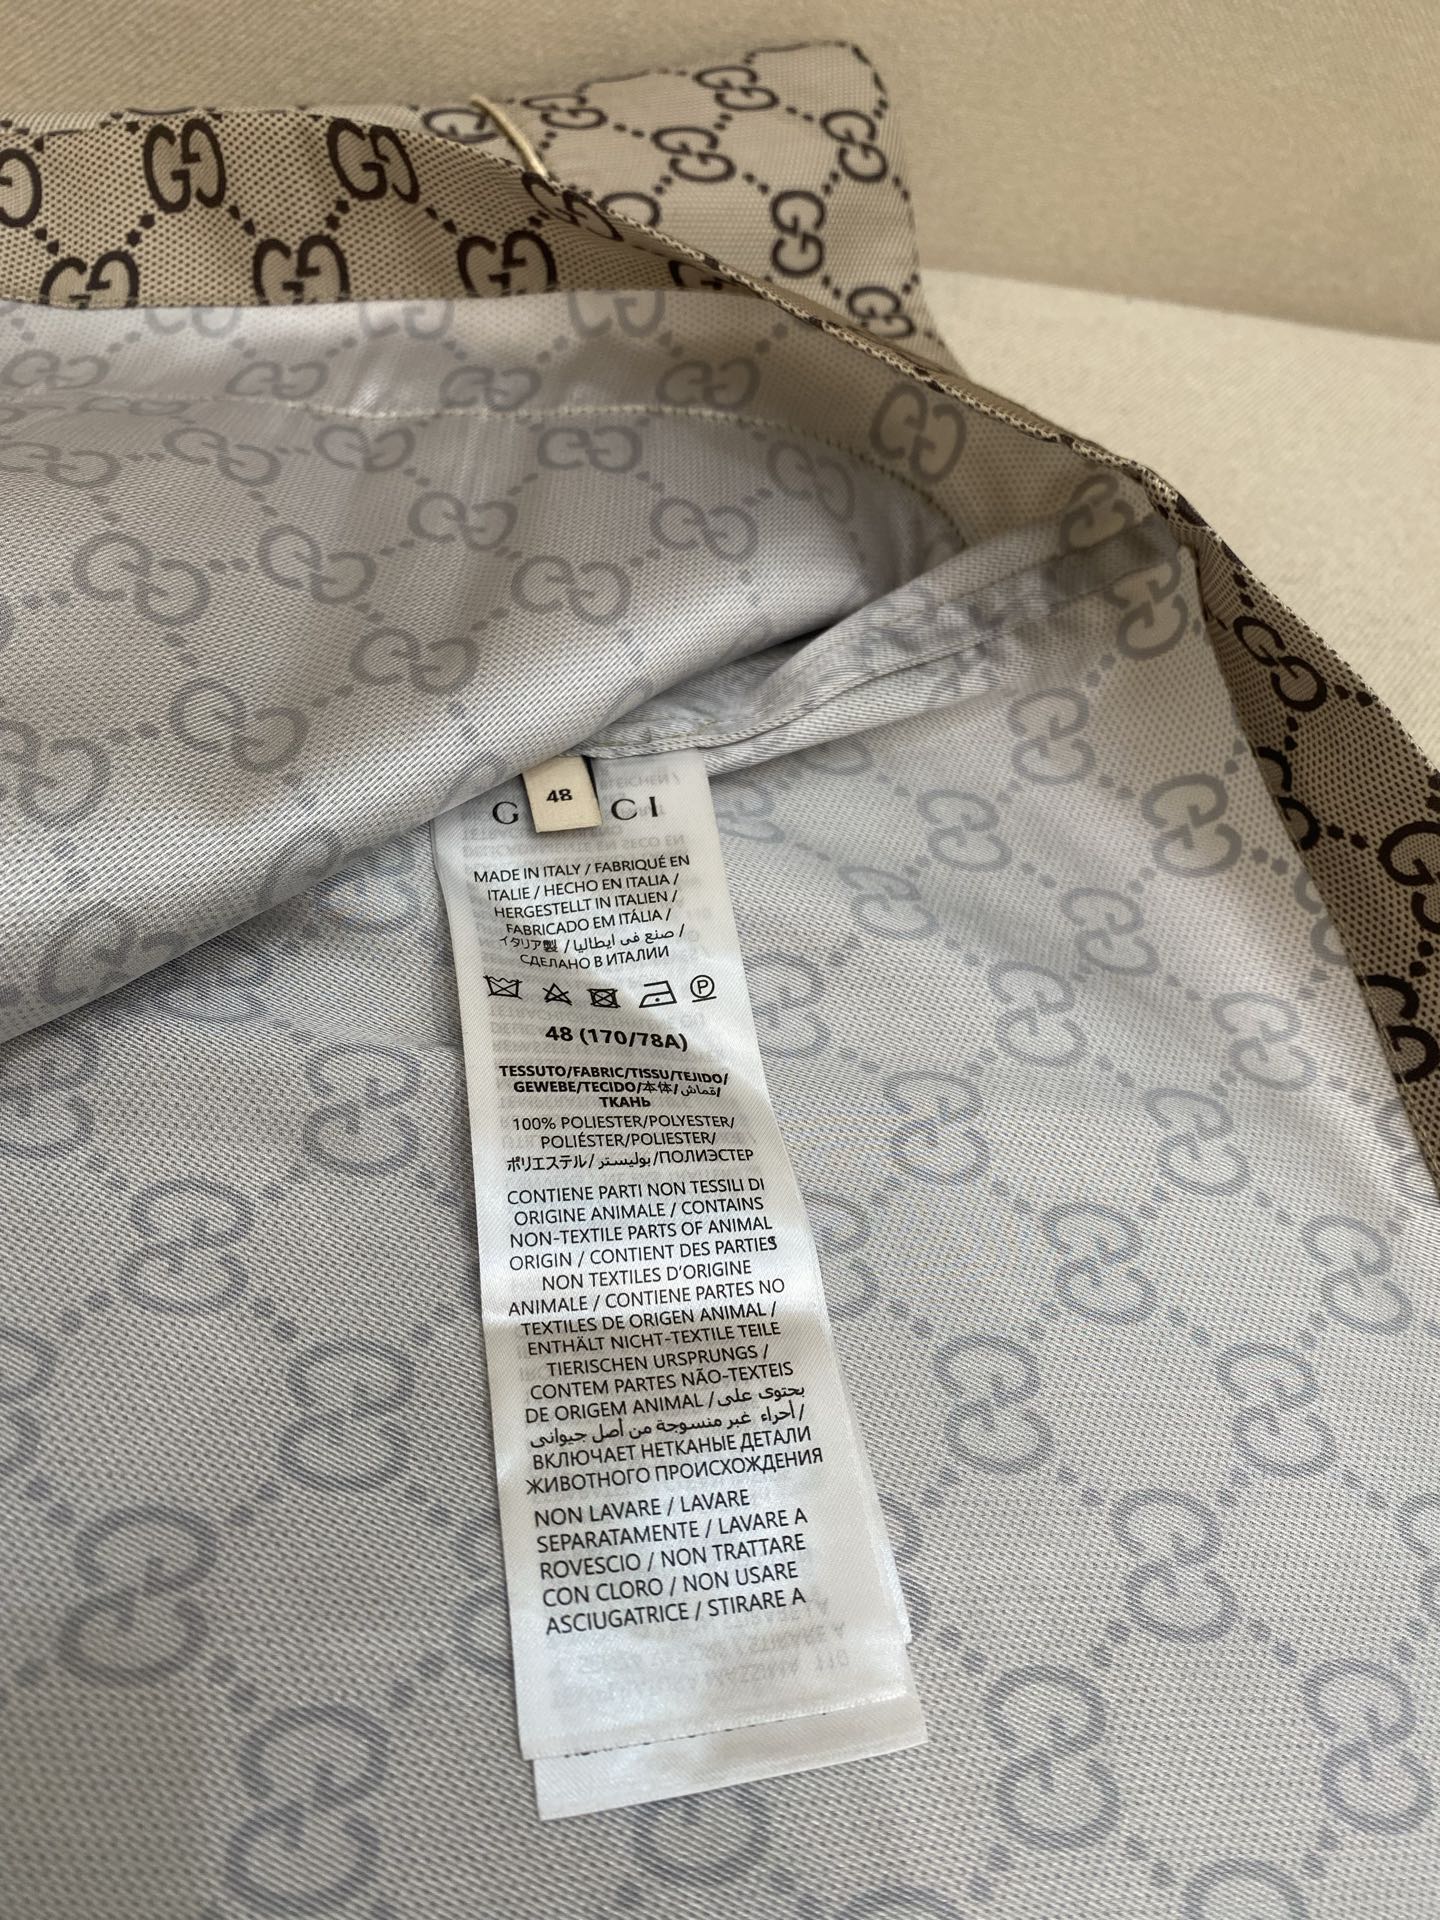 48
G CI
MADE IN ITALY / FABRIQUÉ EN
ITALIE / HECHO EN ITALIA /
HERGESTELLT IN ITALIEN /
FABRICADO EM ITÁLIA /
イタリア製 / صنع في ايطاليا /
СДЕЛАНО В ИТАЛИИ
P
48 (170/78A)
TESSUTO/FABRIC/TISSU/TEJIDO/
GEWEBE/TECIDO/本体/قماش/
ТКАНЬ
100% POLIESTER/POLYESTER/
POLIÉSTER/POLIESTER/
ポリエステル/بوليستر/ПОЛИЭСТЕР
CONTIENE PARTI NON TESSILI DI
ORIGINE ANIMALE / CONTAINS
NON-TEXTILE PARTS OF ANIMAL
ORIGIN / CONTIENT DES PARTIES
NON TEXTILES D'ORIGINE
ANIMALE / CONTIENE PARTES NO
TEXTILES DE ORIGEN ANIMAL /
ENTHÄLT NICHT-TEXTILE TEILE
TIERISCHEN URSPRUNGS /
CONTEM PARTES NÃO-TEXTEIS
DE ORIGEM ANIMAL / يحتوى على
أجزاء غير منسوجة من أصل حيوانى /
ВКЛЮЧАЕТ НЕТКАНЫЕ ДЕТАЛИ
ЖИВОТНОГО ПРОИСХОЖДЕНИЯ
NON LAVARE / LAVARE
SEPARATAMENTE / LAVARE A
ROVESCIO / NON TRATTARE
CON CLORO / NON USARE
ASCIUGATRICE / STIRARE A